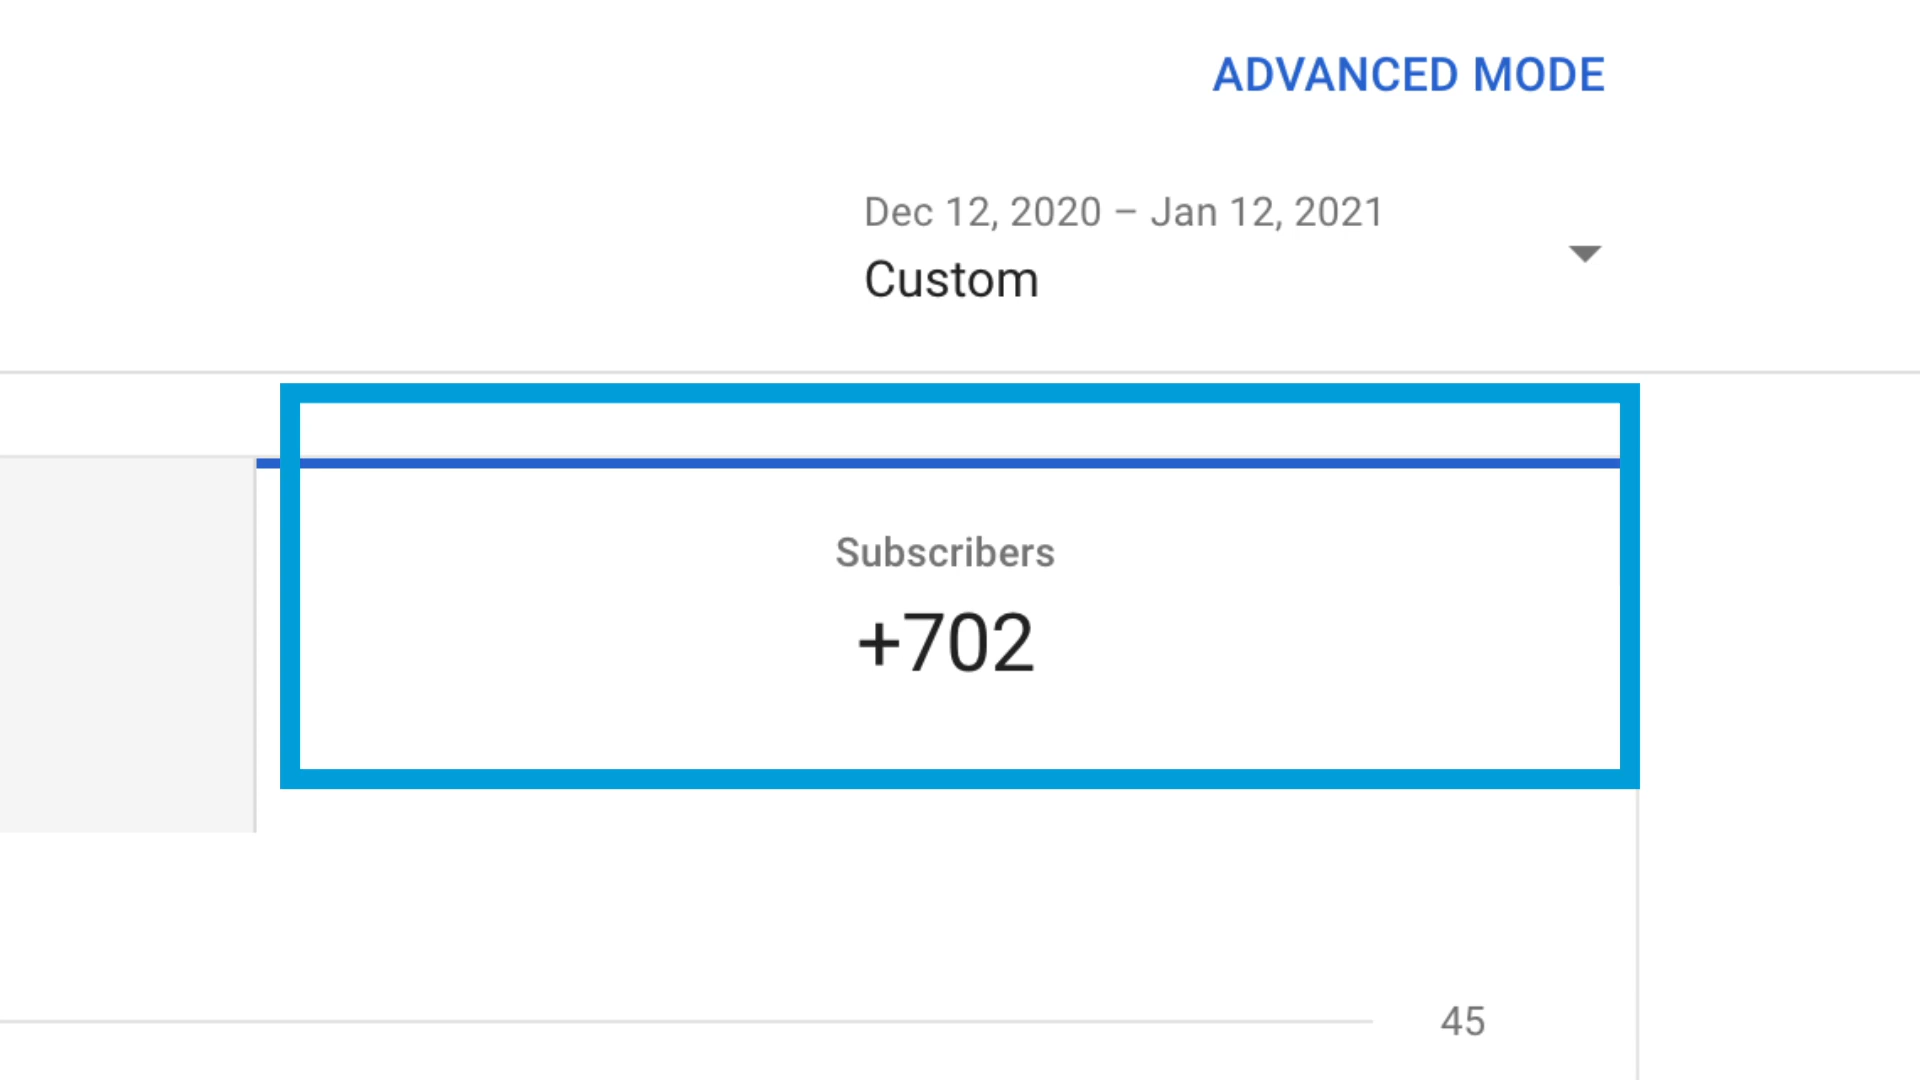 ADVANCED MODE
Dec 12, 2020 – Jan 12, 2021
Custom
Subscribers
+702
45